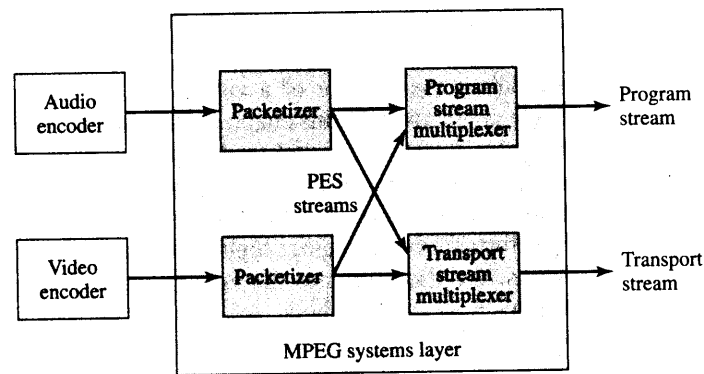 Audio
encoder
Packetizer
Program
stream
multiplexer
Program
stream
PES
streams
Video
encoder
Packetizer
Transport
stream
multiplexer
Transport
stream
MPEG systems layer